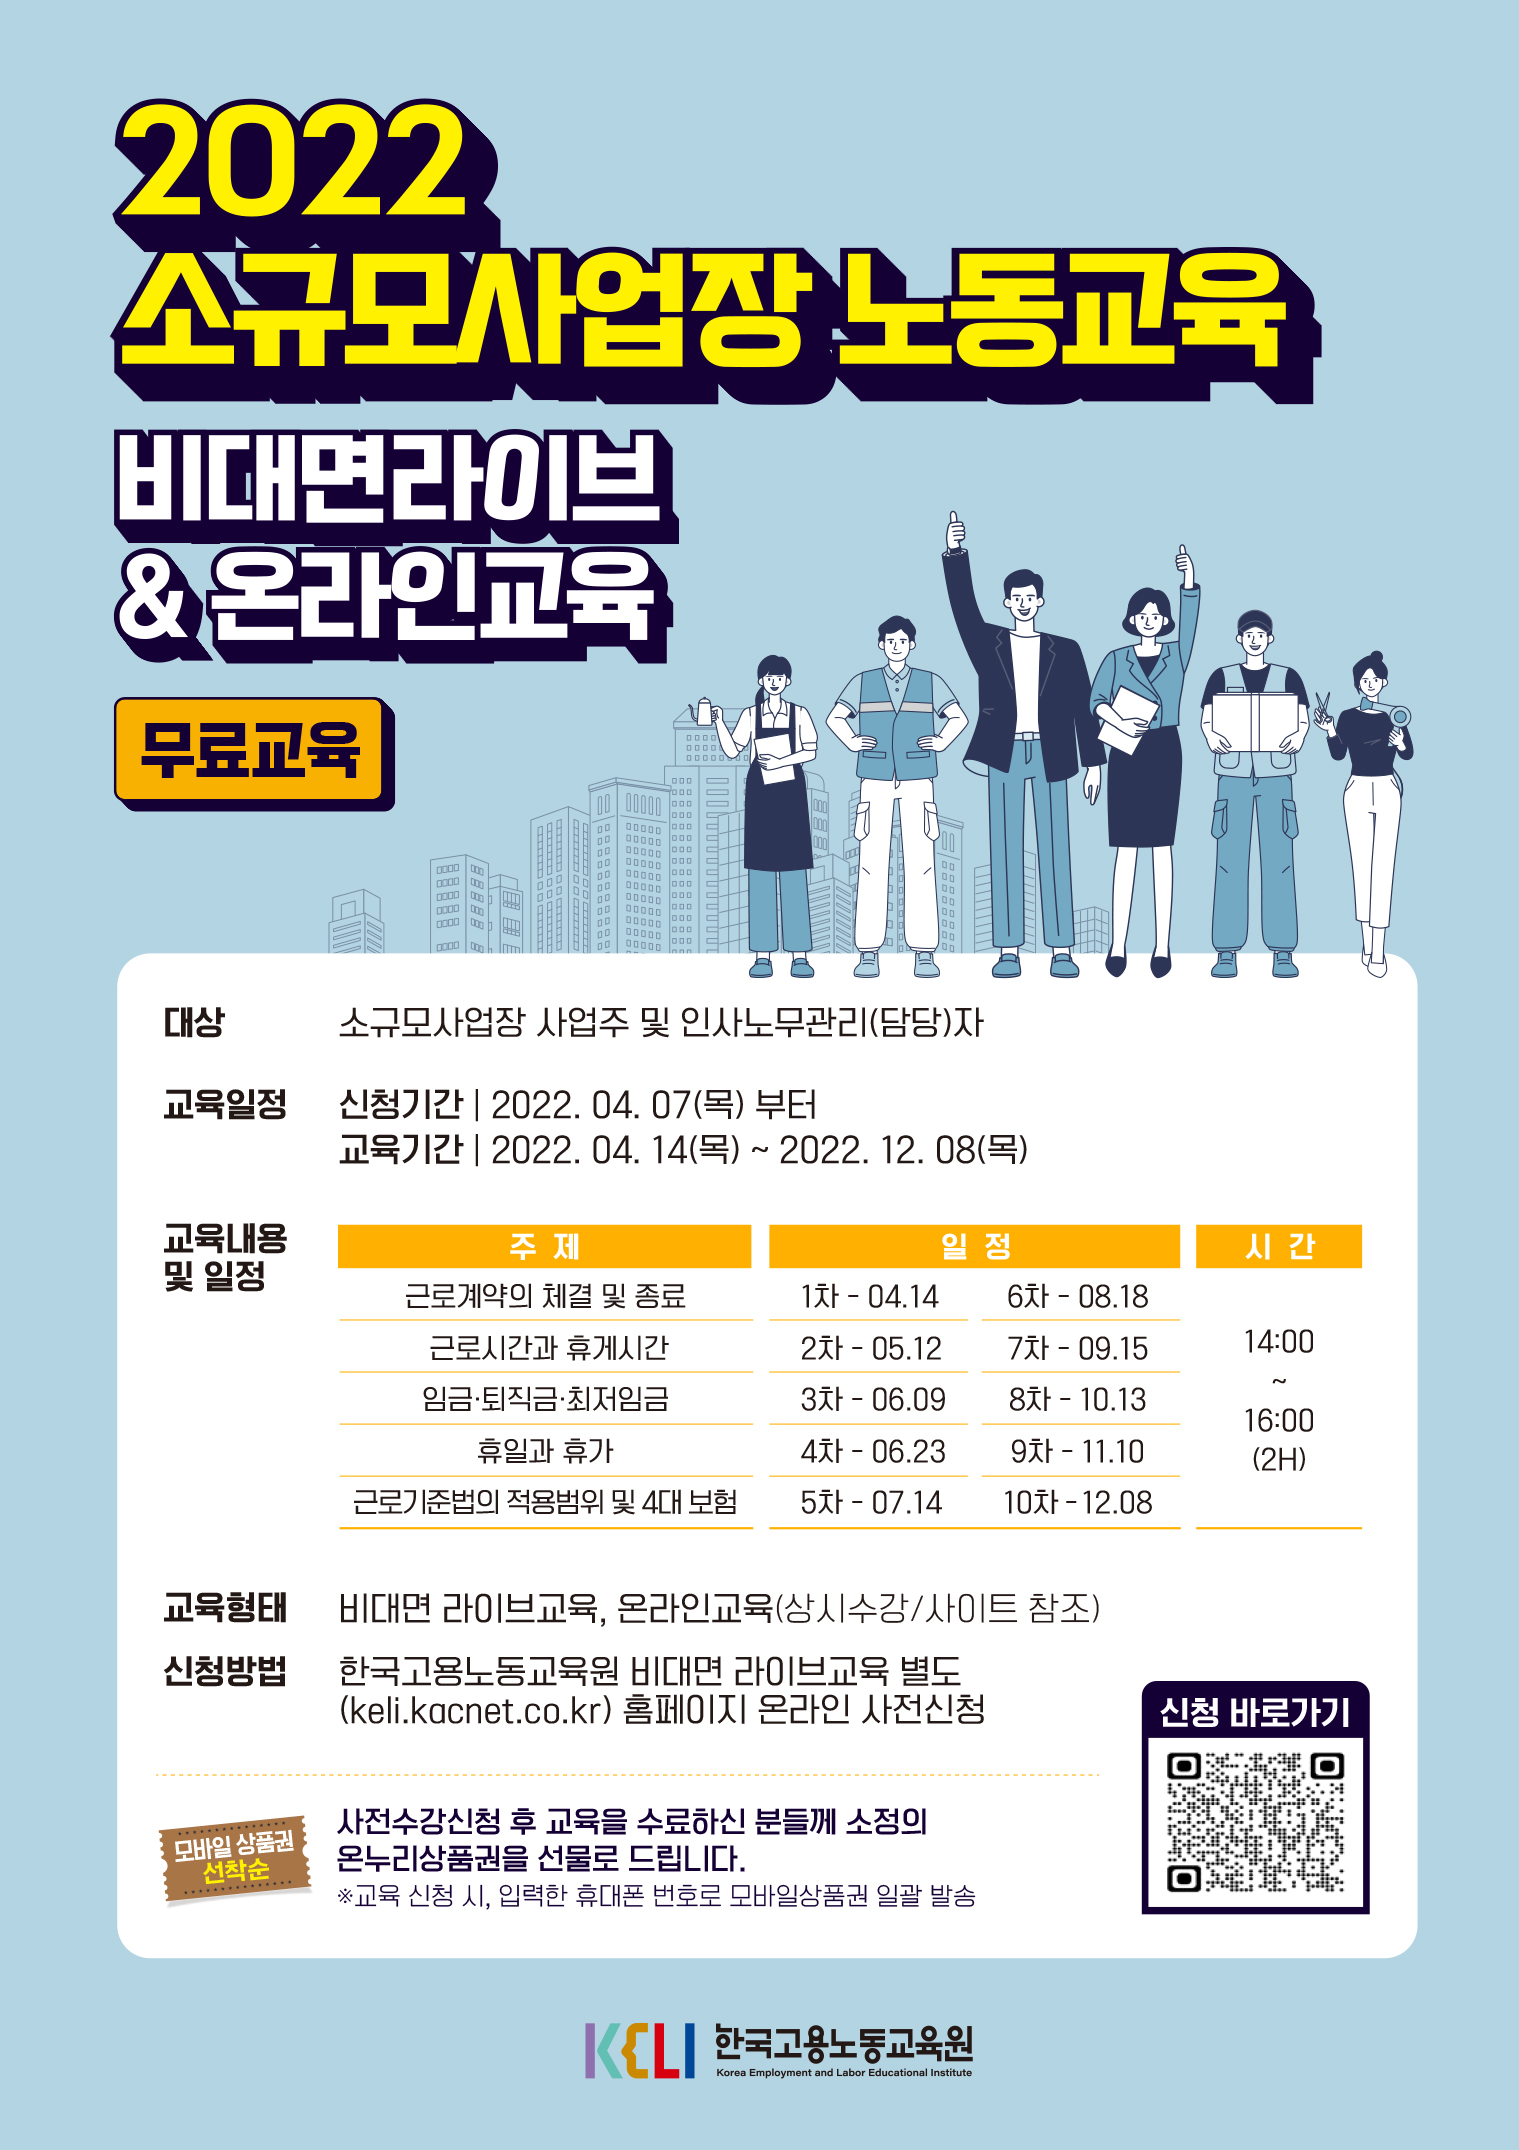 2022
소규모사업장 노동교육
비대면라이브
& 온라인교육
무료교육
대상 소규모사업장 사업주 및 인사노무관리(담당)자
교육일정 신청기간 | 2022. 04. 07(목) 부터
교육기간 | 2022. 04. 14(목) ~ 2022. 12. 08(목)
교육내용
및 일정
주 제 일 정 시 간
근로계약의 체결 및 종료 1차 - 04.14 6차 - 08.18
근로시간과 휴게시간 2차 - 05.12 7차 - 09.15
임금·퇴직금·최저임금 3차 - 06.09 8차 - 10.13
휴일과 휴가 4차 - 06.23 9차 - 11.10
근로기준법의 적용범위 및 4대 보험 5차 - 07.14 10차 - 12.08
14:00
~
16:00
(2H)
교육형태 비대면 라이브교육, 온라인교육(상시수강/사이트 참조)
신청방법 한국고용노동교육원 비대면 라이브교육 별도
(keli.kacnet.co.kr) 홈페이지 온라인 사전신청
신청 바로가기
모바일 상품권
선착순
사전수강신청 후 교육을 수료하신 분들께 소정의
온누리상품권을 선물로 드립니다.
※교육 신청 시, 입력한 휴대폰 번호로 모바일상품권 일괄 발송
KELI 한국고용노동교육원
Korea Employment and Labor Educational Institute